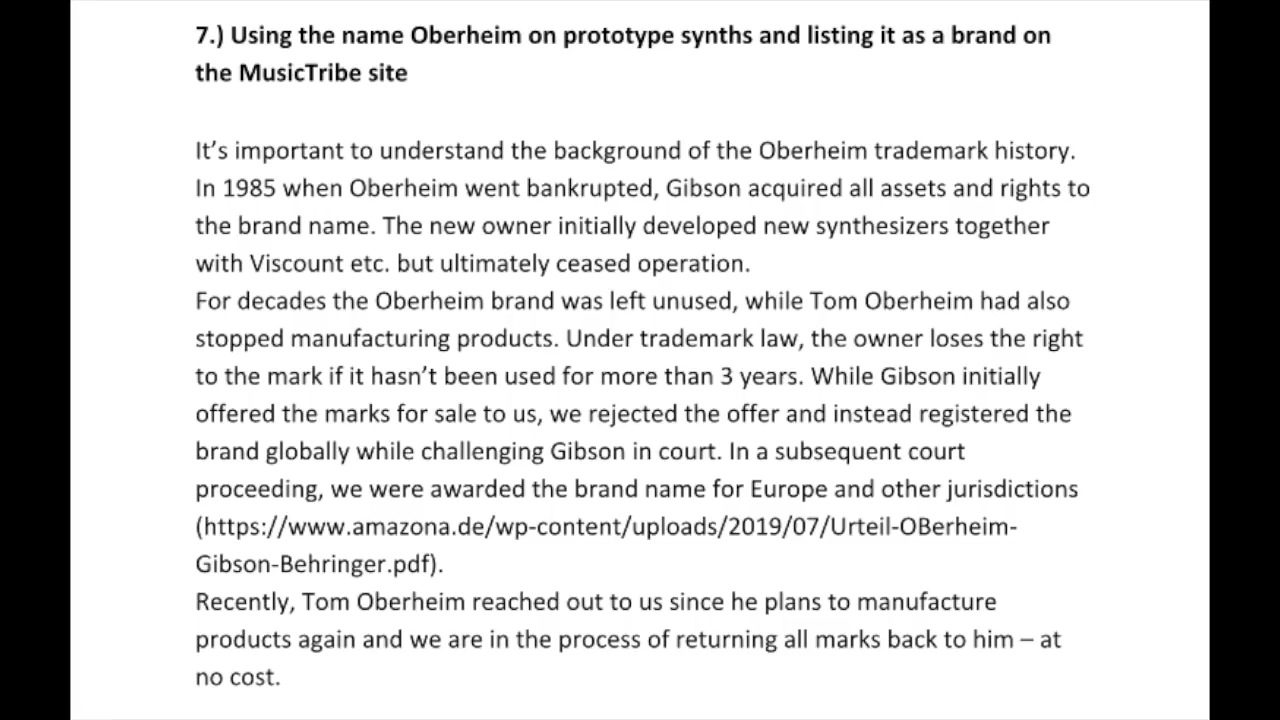 7.) Using the name Oberheim on prototype synths and listing it as a brand on
the MusicTribe site
It's important to understand the background of the Oberheim trademark history.
In 1985 when Oberheim went bankrupted, Gibson acquired all assets and rights to
the brand name. The new owner initially developed new synthesizers together
with Viscount etc. but ultimately ceased operation.
For decades the Oberheim brand was left unused, while Tom Oberheim had also
stopped manufacturing products. Under trademark law, the owner loses the right
to the mark if it hasn't been used for more than 3 years. While Gibson initially
offered the marks for sale to us, we rejected the offer and instead registered the
brand globally while challenging Gibson in court. In a subsequent court
proceeding, we were awarded the brand name for Europe and other jurisdictions
(https://www.amazona.de/wp-content/uploads/2019/07/Urteil-OBerheim-
Gibson-Behringer.pdf).
Recently, Tom Oberheim reached out to us since he plans to manufacture
products again and we are in the process of returning all marks back to him – at
no cost.